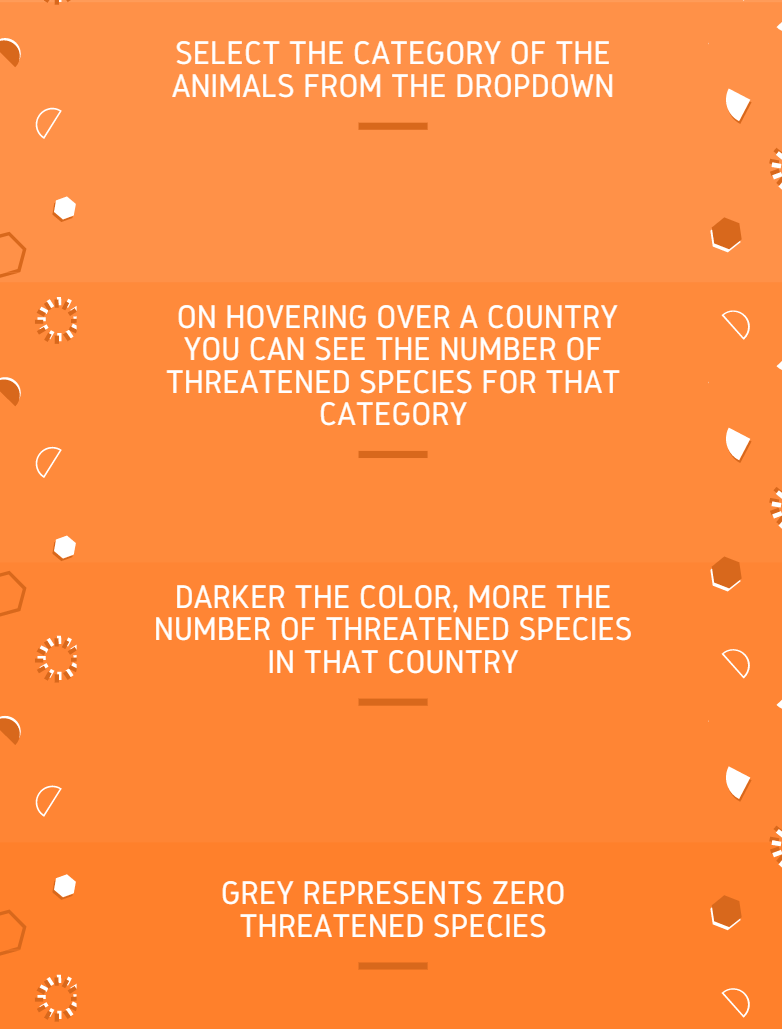 SELECT THE CATEGORY OF THE
ANIMALS FROM THE DROPDOWN
ON HOVERING OVER A COUNTRY
YOU CAN SEE THE NUMBER OF
THREATENED SPECIES FOR THAT
CATEGORY
DARKER THE COLOR, MORE THE
NUMBER OF THREATENED SPECIES
IN THAT COUNTRY
GREY REPRESENTS ZERO
THREATENED SPECIES